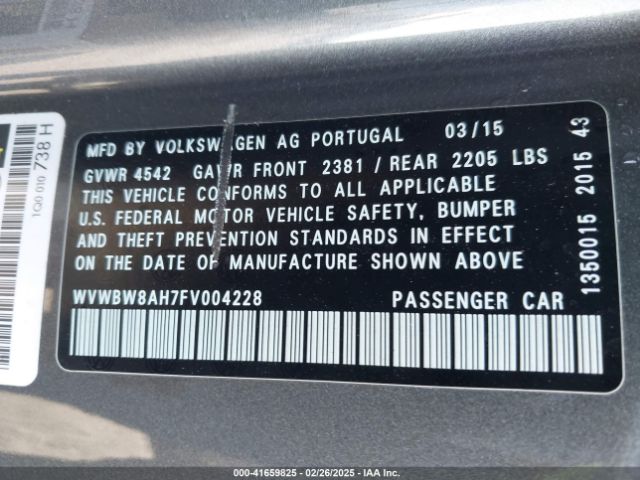 MFD BY VOLKSWAGEN AG PORTUGAL 03/15
GVWR 4542 GAWR FRONT 2381 / REAR 2205 LBS
THIS VEHICLE CONFORMS TO ALL APPLICABLE
U.S. FEDERAL MOTOR VEHICLE SAFETY, BUMPER
AND THEFT PREVENTION STANDARDS IN EFFECT
ON THE DATE OF MANUFACTURE SHOWN ABOVE
WVWBW8AH7FV004228 PASSENGER CAR
1350015 2015 43
1Q0 010 738 H
000-41659825 - 02/26/2025 - IAAI Inc.